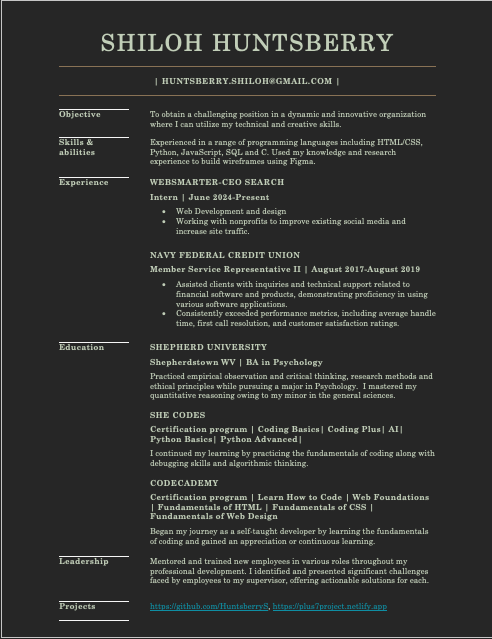 SHILOH HUNTSBERRY
| HUNTSBERRY.SHILOH@GMAIL.COM |
Objective
To obtain a challenging position in a dynamic and innovative organization
where I can utilize my technical and creative skills.
Skills &
abilities
Experienced in a range of programming languages including HTML/CSS,
Python, JavaScript, SQL and C. Used my knowledge and research
experience to build wireframes using Figma.
Experience
WEBSMARTER-CEO SEARCH
Intern | June 2024-Present
• Web Development and design
• Working with nonprofits to improve existing social media and
increase site traffic.
NAVY FEDERAL CREDIT UNION
Member Service Representative II | August 2017-August 2019
• Assisted clients with inquiries and technical support related to
financial software and products, demonstrating proficiency in using
various software applications.
• Consistently exceeded performance metrics, including average handle
time, first call resolution, and customer satisfaction ratings.
Education
SHEPHERD UNIVERSITY
Shepherdstown WV | BA in Psychology
Practiced empirical observation and critical thinking, research methods and
ethical principles while pursuing a major in Psychology. I mastered my
quantitative reasoning owing to my minor in the general sciences.
SHE CODES
Certification program | Coding Basics| Coding Plus| AI|
Python Basics| Python Advanced|
I continued my learning by practicing the fundamentals of coding along with
debugging skills and algorithmic thinking.
CODECADEMY
Certification program | Learn How to Code | Web Foundations
| Fundamentals of HTML | Fundamentals of CSS |
Fundamentals of Web Design
Began my journey as a self-taught developer by learning the fundamentals
of coding and gained an appreciation or continuous learning.
Leadership
Mentored and trained new employees in various roles throughout my
professional development. I identified and presented significant challenges
faced by employees to my supervisor, offering actionable solutions for each.
Projects
https://github.com/HuntsberryS, https://plus7project.netlify.app